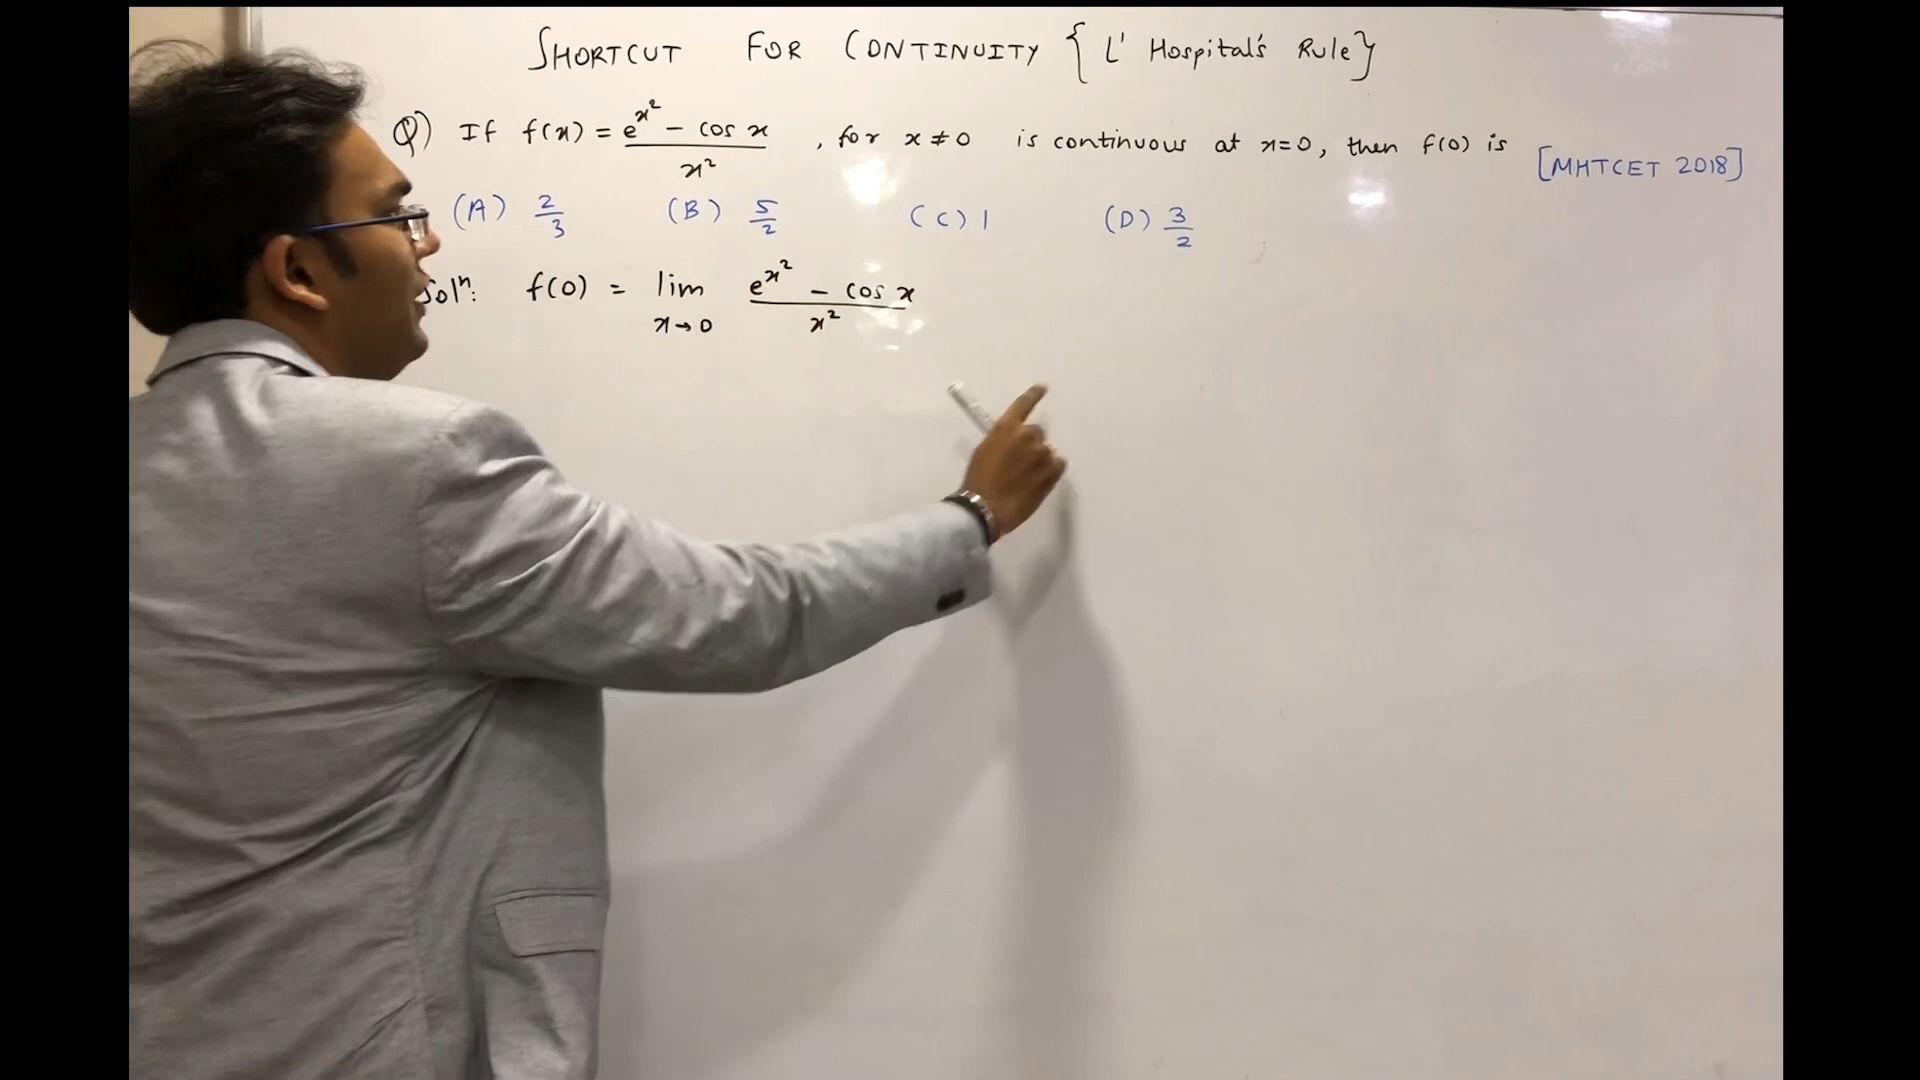 SHORTCUT FOR CONTINUITY { L' Hospital's Rule}
Q) If f(x) = e^x² - cos x / x² , for x ≠ 0 is continuous at x=0, then f(0) is [MHTCET 2018]
(A) 2/3 (B) 5/2 (C) 1 (D) 3/2
Solⁿ: f(0) = lim x→0 e^x² - cos x / x²